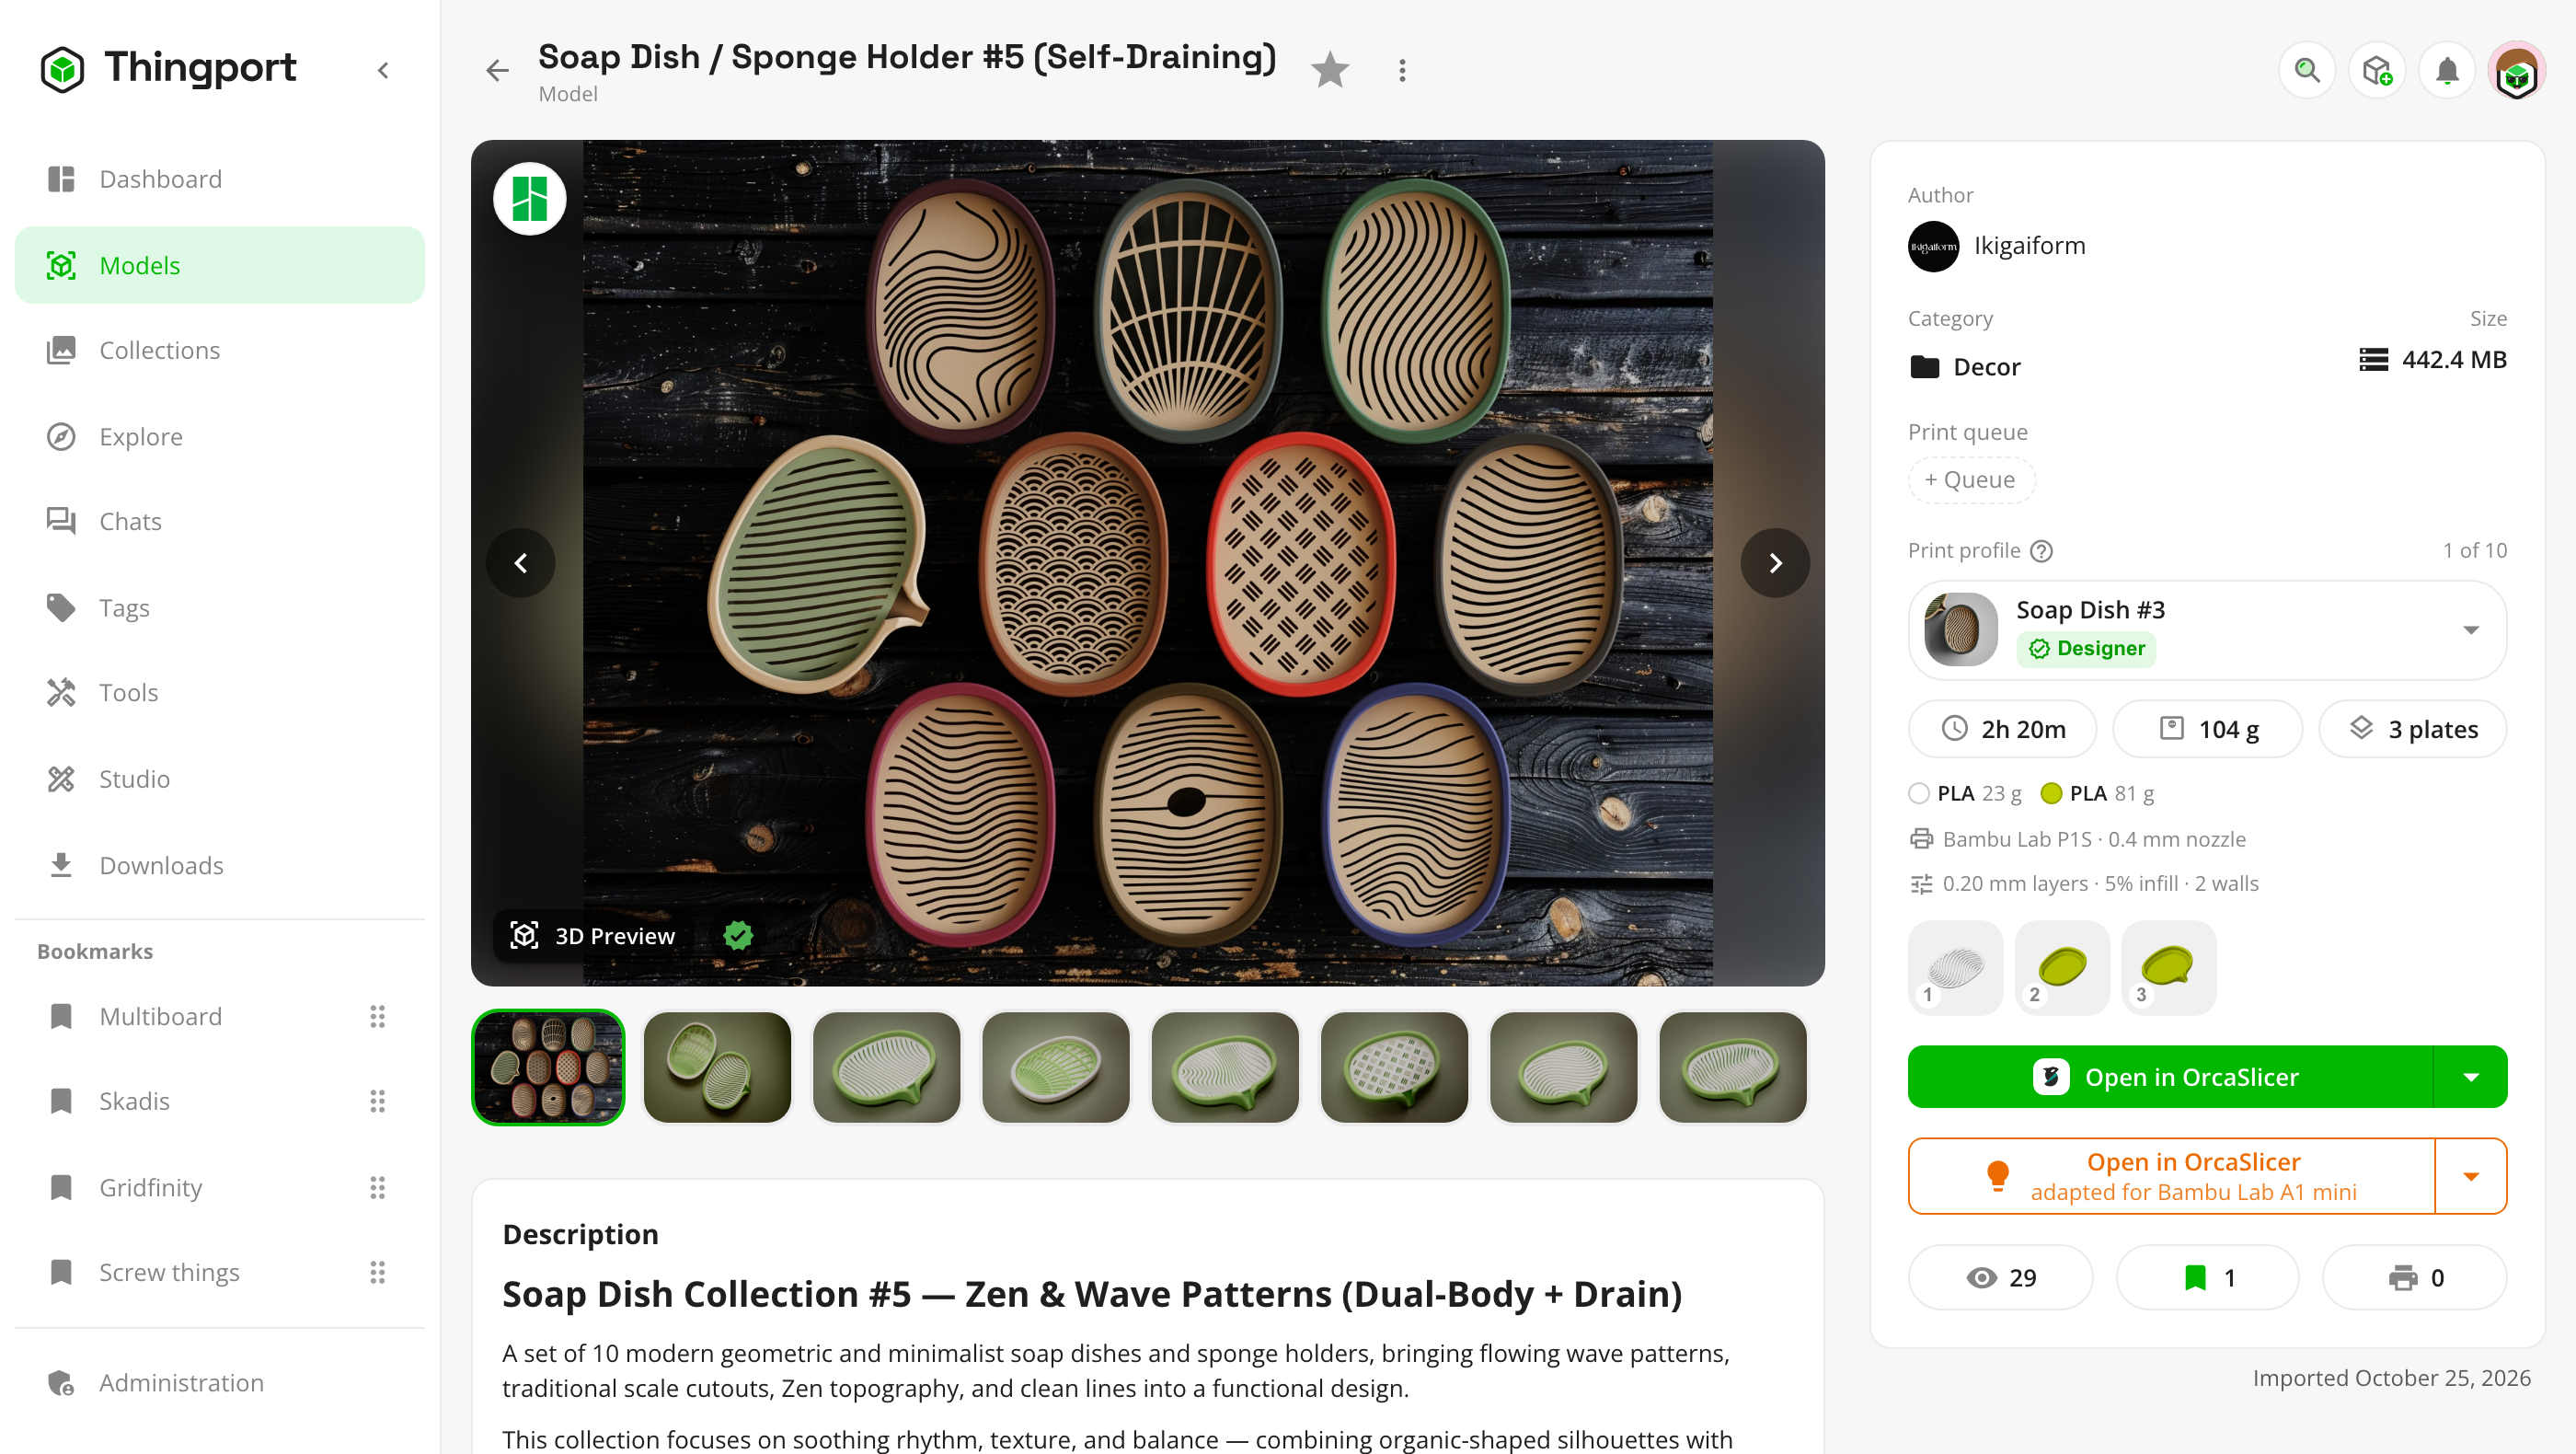 Thingport
Dashboard
Models
Collections
Explore
Chats
Tags
Tools
Studio
Downloads
Bookmarks
Multiboard
Skadis
Gridfinity
Screw things
Administration
Soap Dish / Sponge Holder #5 (Self-Draining)
Model
3D Preview
Description
Soap Dish Collection #5 — Zen & Wave Patterns (Dual-Body + Drain)
A set of 10 modern geometric and minimalist soap dishes and sponge holders, bringing flowing wave patterns,
traditional scale cutouts, Zen topography, and clean lines into a functional design.
This collection focuses on soothing rhythm, texture, and balance — combining organic-shaped silhouettes with
Author
Ikigaiform
Ikigaiform
Category
Size
Decor
442.4 MB
Print queue
+ Queue
Print profile
1 of 10
Soap Dish #3
Designer
2h 20m
104 g
3 plates
PLA 23 g
PLA 81 g
Bambu Lab P1S · 0.4 mm nozzle
0.20 mm layers · 5% infill · 2 walls
1
2
3
Open in OrcaSlicer
Open in OrcaSlicer
adapted for Bambu Lab A1 mini
29
1
0
Imported October 25, 2026